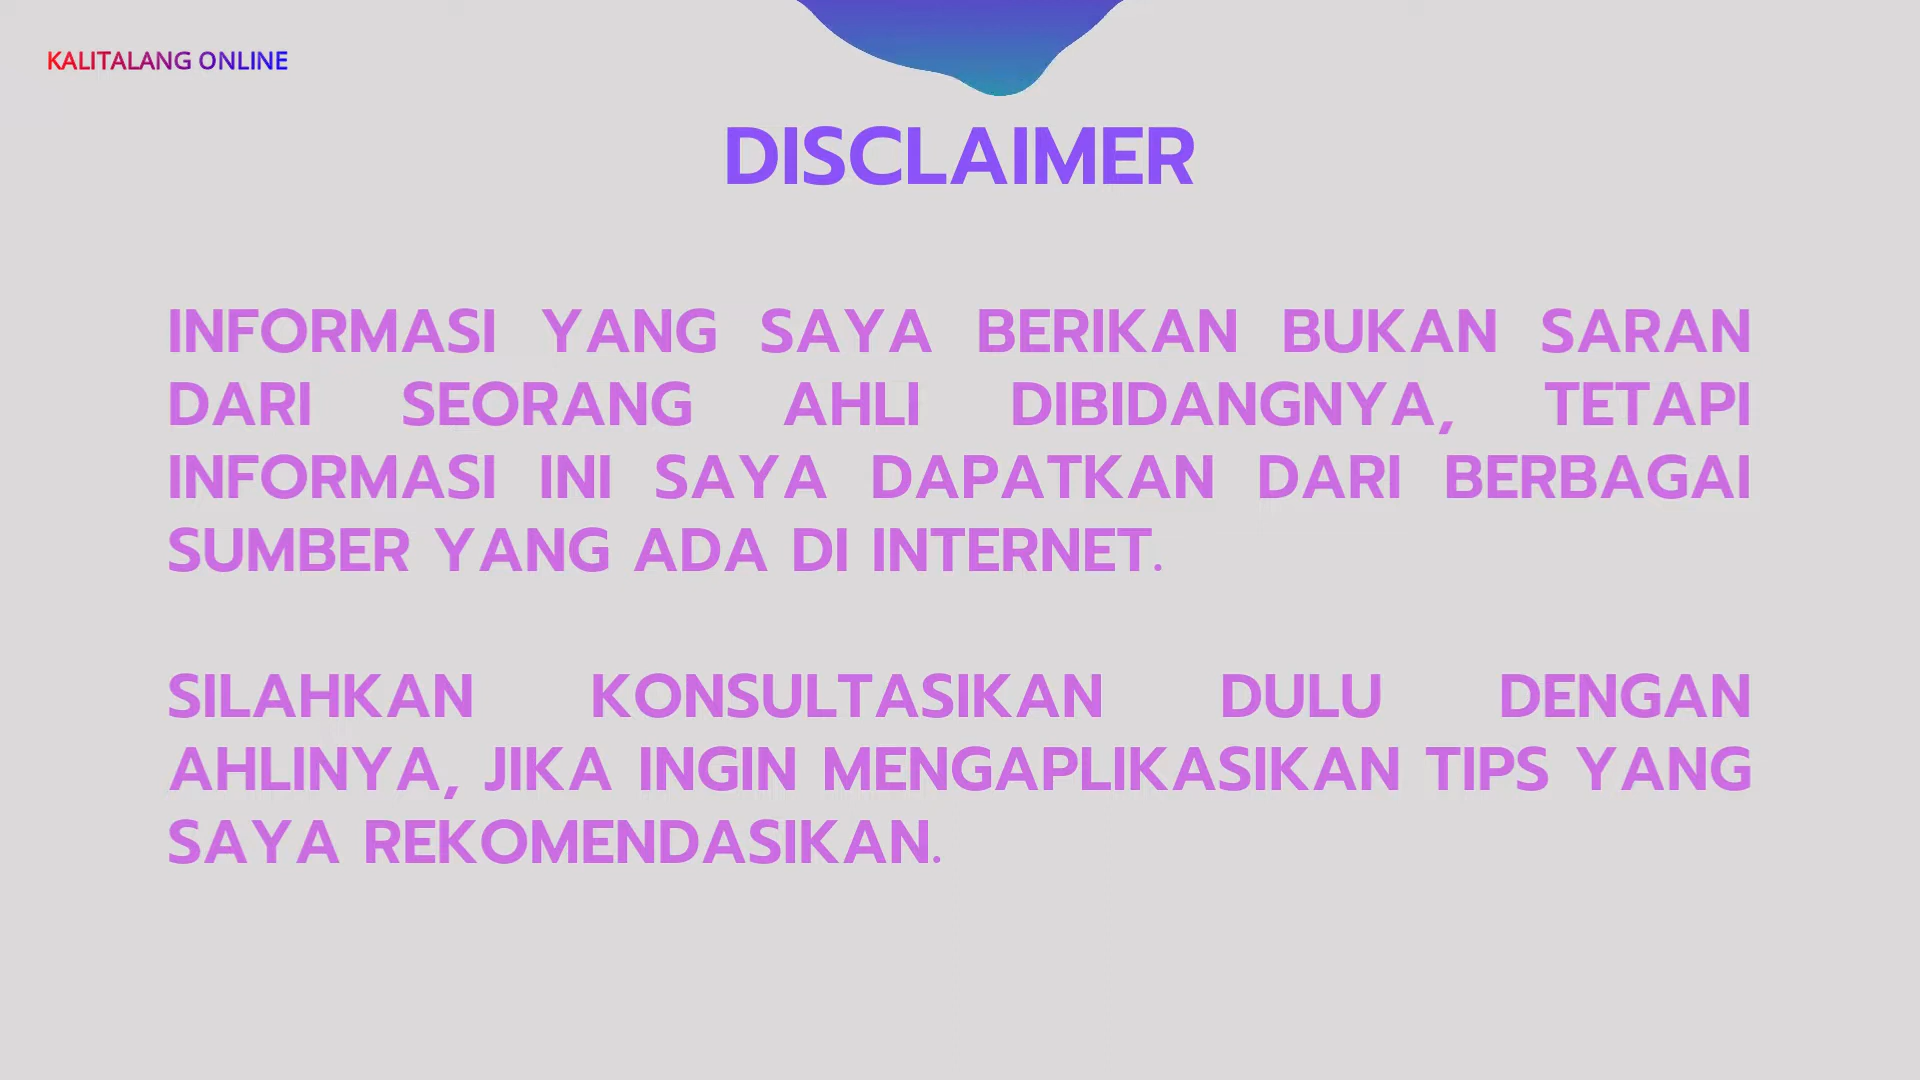 KALITALANG ONLINE
DISCLAIMER
INFORMASI YANG SAYA BERIKAN BUKAN SARAN
DARI SEORANG AHLI DIBIDANGNYA, TETAPI
INFORMASI INI SAYA DAPATKAN DARI BERBAGAI
SUMBER YANG ADA DI INTERNET.
SILAHKAN KONSULTASIKAN DULU DENGAN
AHLINYA, JIKA INGIN MENGAPLIKASIKAN TIPS YANG
SAYA REKOMENDASIKAN.